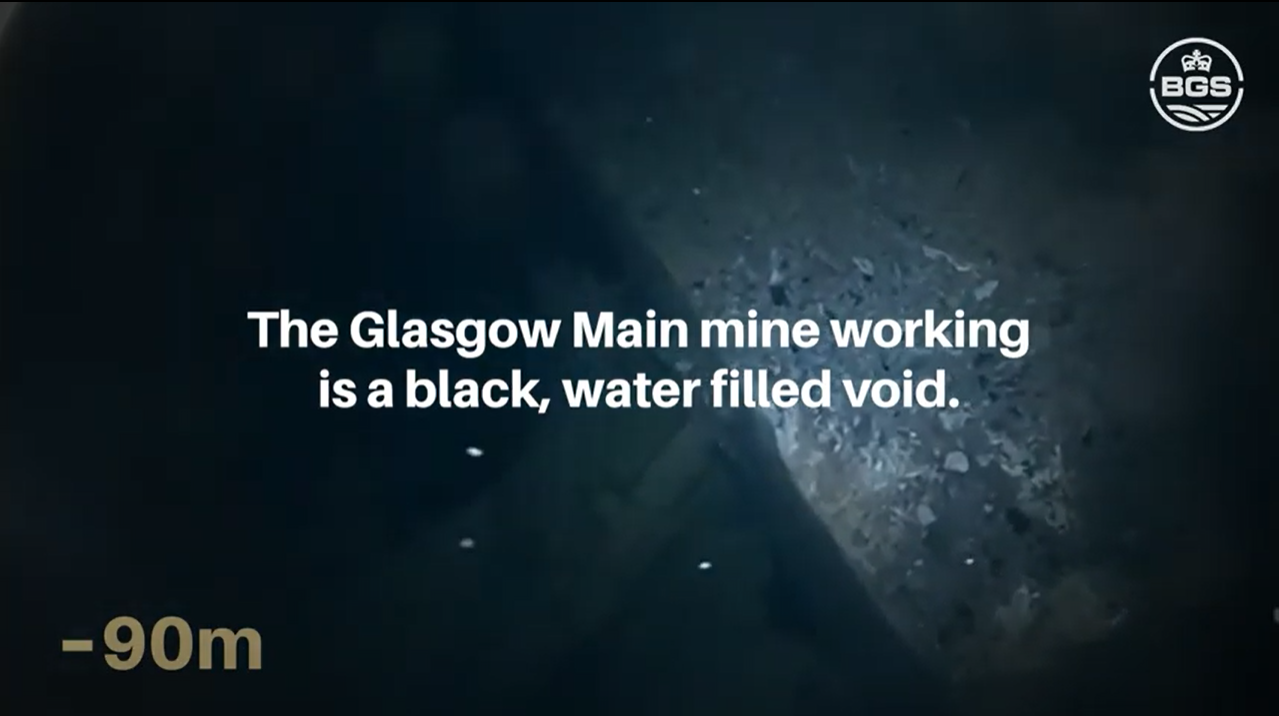 BGS
The Glasgow Main mine working
is a black, water filled void.
-90m